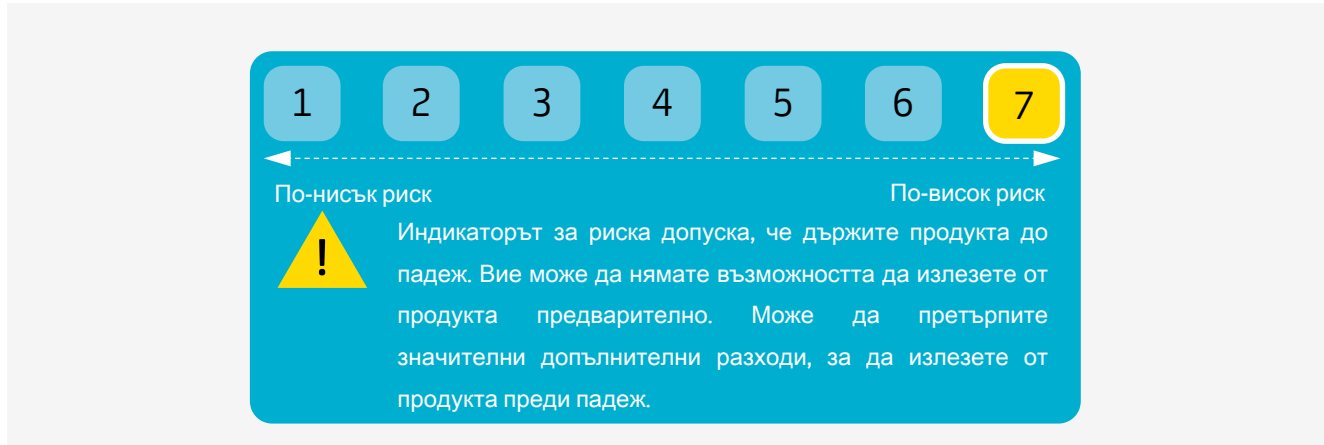 1 2 3 4 5 6 7
По-нисък риск По-висок риск
! Индикаторът за риска допуска, че държите продукта до
падеж. Вие може да нямате възможността да излезете от
продукта предварително. Може да претърпите
значителни допълнителни разходи, за да излезете от
продукта преди падеж.